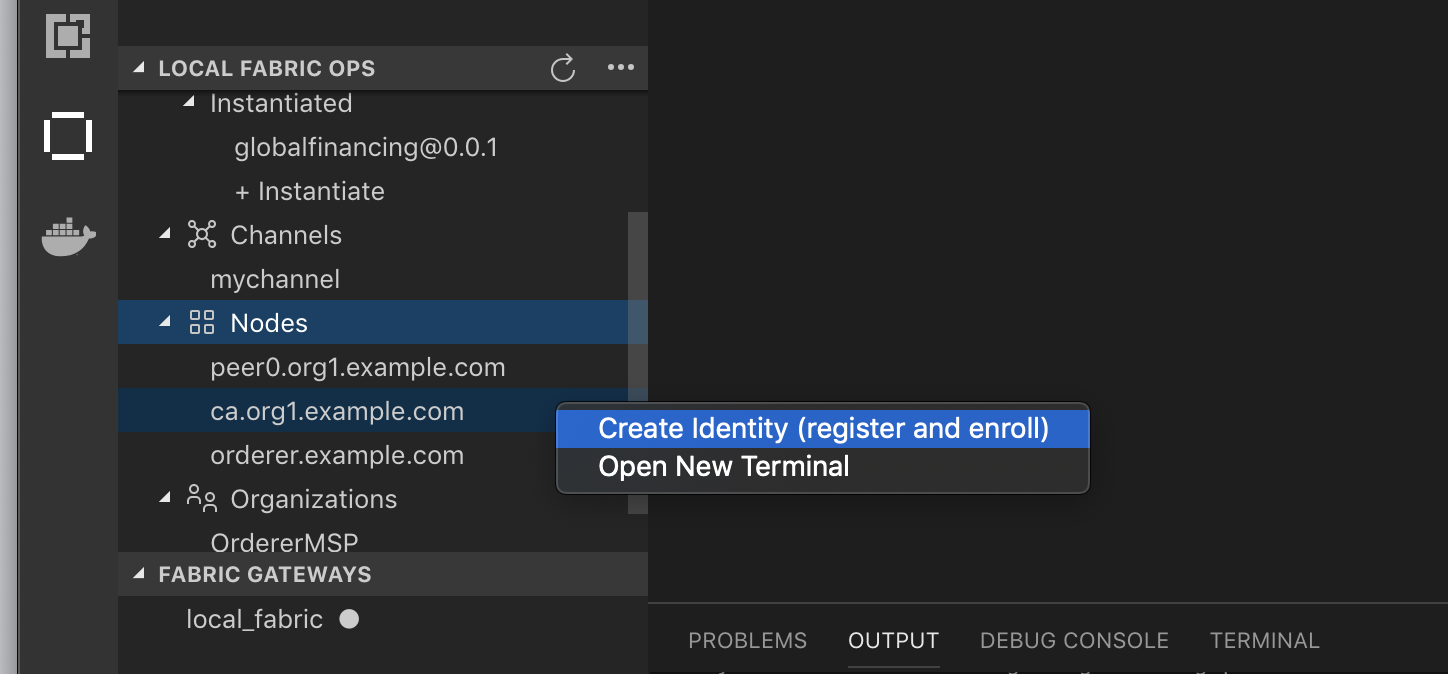 LOCAL FABRIC OPS
Instantiated
globalfinancing@0.0.1
+ Instantiate
Channels
mychannel
Nodes
peer0.org1.example.com
ca.org1.example.com
Create Identity (register and enroll)
Open New Terminal
orderer.example.com
Organizations
OrdererMSP
FABRIC GATEWAYS
local_fabric
PROBLEMS OUTPUT DEBUG CONSOLE TERMINAL